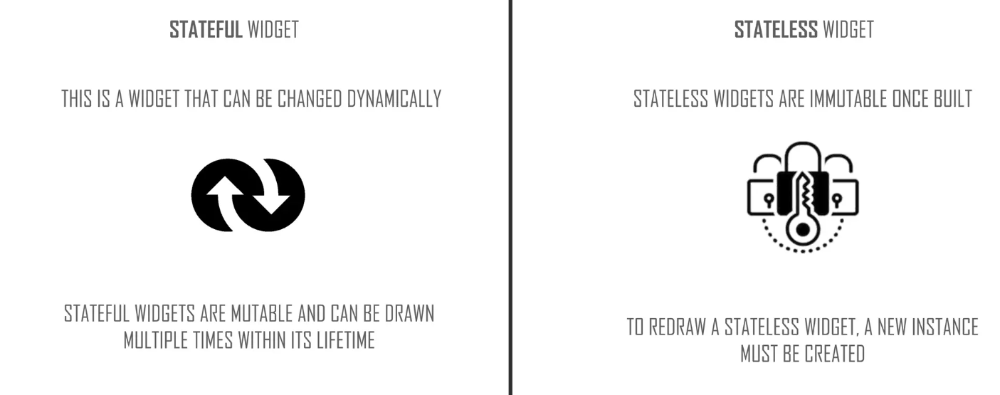 STATEFUL WIDGET
THIS IS A WIDGET THAT CAN BE CHANGED DYNAMICALLY
STATEFUL WIDGETS ARE MUTABLE AND CAN BE DRAWN
MULTIPLE TIMES WITHIN ITS LIFETIME
STATELESS WIDGET
STATELESS WIDGETS ARE IMMUTABLE ONCE BUILT
TO REDRAW A STATELESS WIDGET, A NEW INSTANCE
MUST BE CREATED